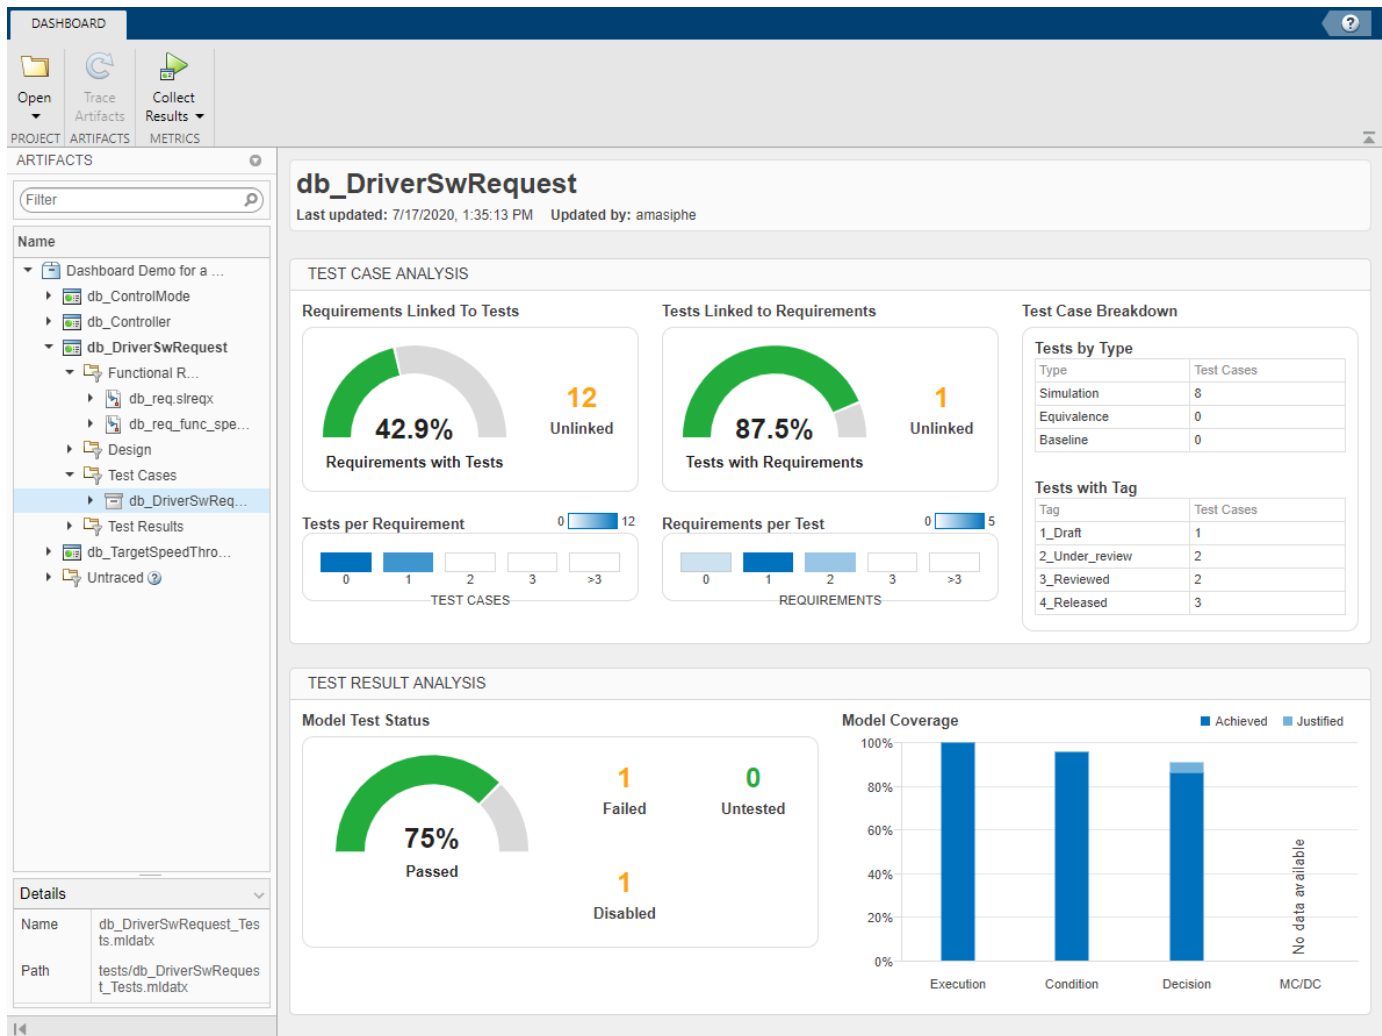 DASHBOARD
?
Open
Trace Artifacts
Collect Results
PROJECT
ARTIFACTS
METRICS
ARTIFACTS
Filter
Name
Dashboard Demo for a ...
db_ControlMode
db_Controller
db_DriverSwRequest
Functional R...
db_req.slreqx
db_req_func_spe...
Design
Test Cases
db_DriverSwReq...
Test Results
db_TargetSpeedThro...
Untraced ?
Details
Name db_DriverSwRequest_Tes
ts.mldatx
Path tests/db_DriverSwReques
t_Tests.mldatx
db_DriverSwRequest
Last updated: 7/17/2020, 1:35:13 PM Updated by: amasiphe
TEST CASE ANALYSIS
Requirements Linked To Tests
42.9%
Requirements with Tests
12
Unlinked
Tests Linked to Requirements
87.5%
Tests with Requirements
1
Unlinked
Tests per Requirement
0 12
0 1 2 3 >3
TEST CASES
Requirements per Test
0 5
0 1 2 3 >3
REQUIREMENTS
Test Case Breakdown
Tests by Type
Type Test Cases
Simulation 8
Equivalence 0
Baseline 0
Tests with Tag
Tag Test Cases
1_Draft 1
2_Under_review 2
3_Reviewed 2
4_Released 3
TEST RESULT ANALYSIS
Model Test Status
75%
Passed
1
Failed
0
Untested
1
Disabled
Model Coverage
Achieved Justified
100%
80%
60%
40%
20%
0%
No data available
Execution Condition Decision MC/DC